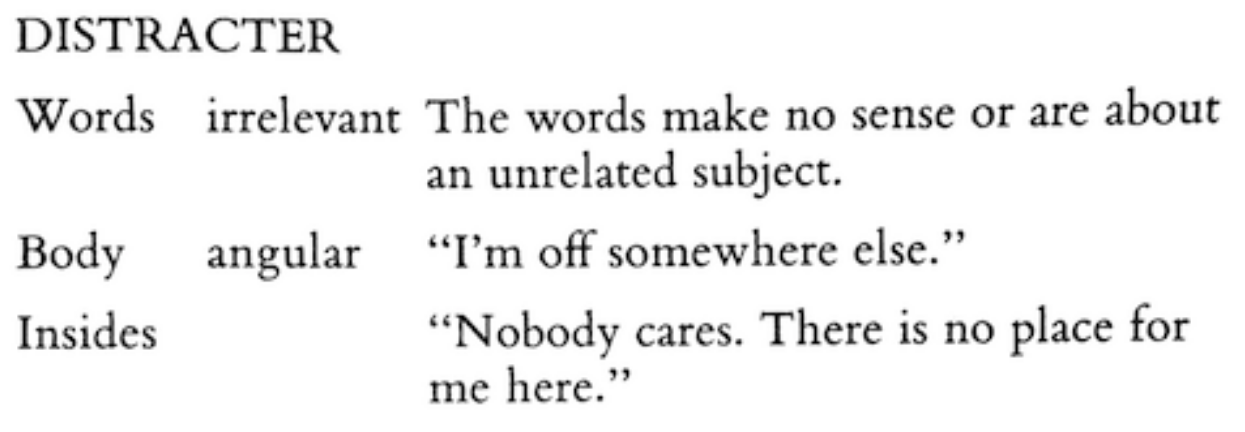 DISTRACTER
Words irrelevant The words make no sense or are about
an unrelated subject.
Body angular “I’m off somewhere else.”
Insides “Nobody cares. There is no place for
me here.”